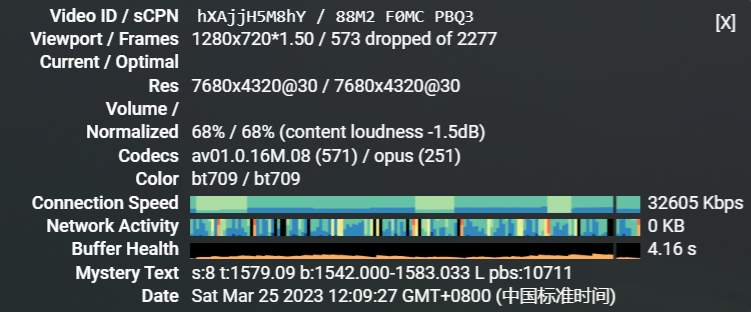 Video ID / sCPN hXAjjH5M8hY / 88M2 F0MC PBQ3
[X]
Viewport / Frames 1280x720*1.50 / 573 dropped of 2277
Current / Optimal
Res 7680x4320@30 / 7680x4320@30
Volume /
Normalized 68% / 68% (content loudness -1.5dB)
Codecs av01.0.16M.08 (571) / opus (251)
Color bt709 / bt709
Connection Speed 32605 Kbps
Network Activity 0 KB
Buffer Health 4.16 s
Mystery Text s:8 t:1579.09 b:1542.000-1583.033 L pbs:10711
Date Sat Mar 25 2023 12:09:27 GMT+0800 (中国标准时间)